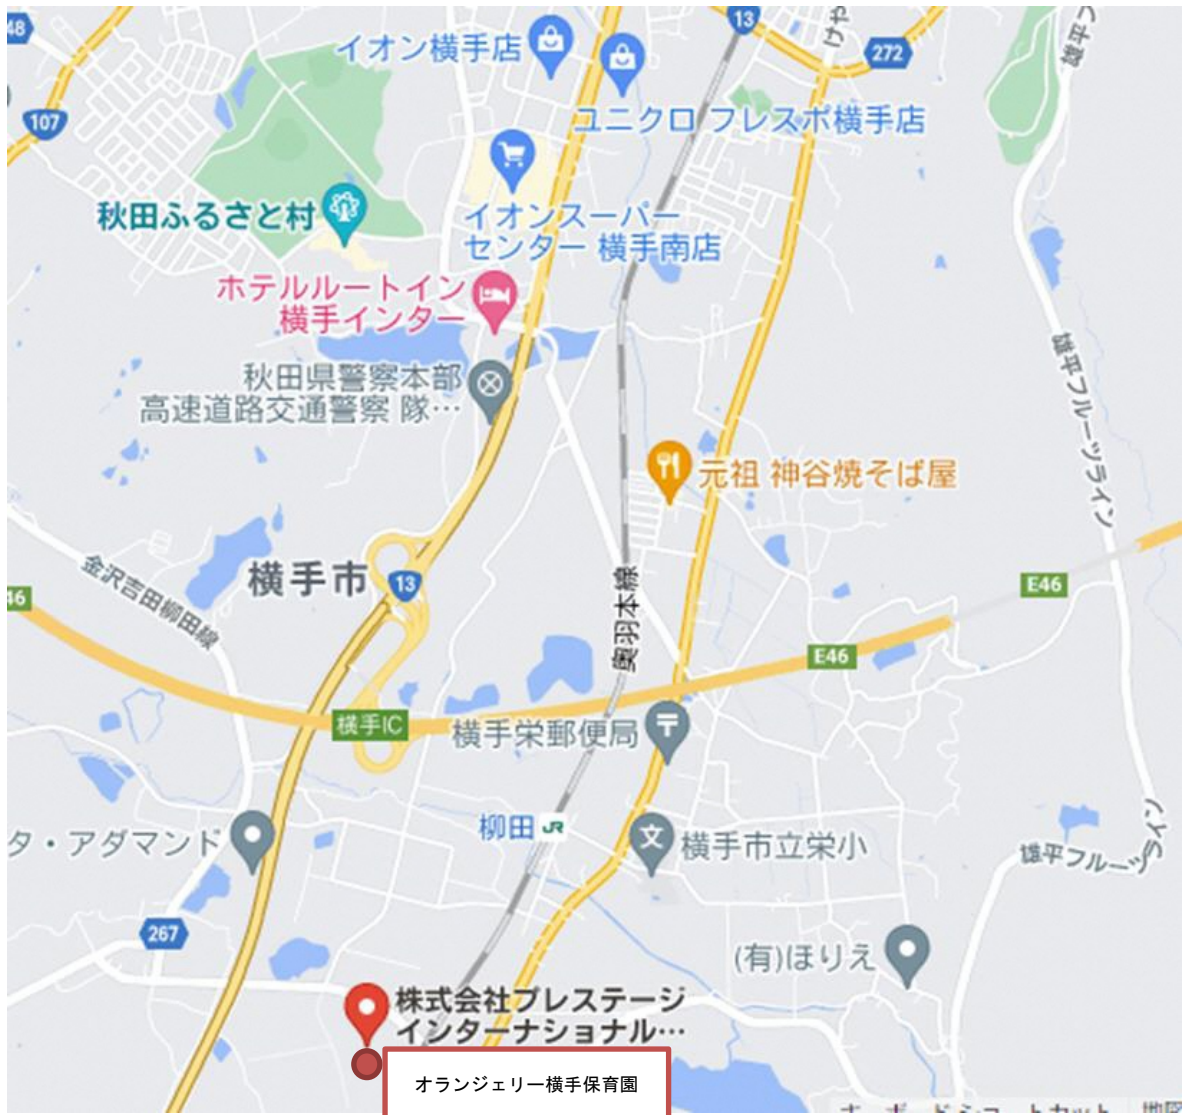 48
イオン横手店
13
272
けや
107
ユニクロ フレスポ横手店
秋田ふるさと村
イオンスーパー
センター 横手南店
ホテルルートイン
横手インター
秋田県警察本部
高速道路交通警察 隊…
雄平フルーツライン
元祖 神谷焼そば屋
金沢吉田柳田線
横手市
13
46
E46
奥羽本線
E46
横手IC
横手栄郵便局
柳田 JR
タ・アダマンド
横手市立栄小
雄平フルーツ
267
(有)ほりえ
株式会社プレステージ
インターナショナル…
オランジェリー横手保育園